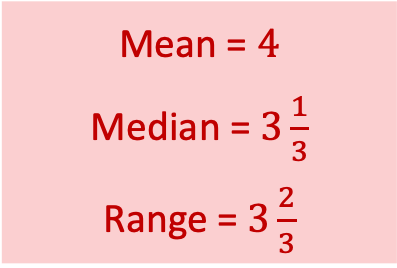 Mean = 4
Median = 3 1/3
Range = 3 2/3